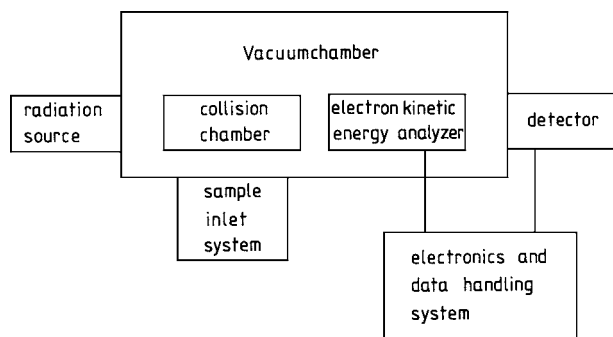 Vacuumchamber
radiation
source
collision
chamber
electron kinetic
energy analyzer
detector
sample
inlet
system
electronics and
data handling
system